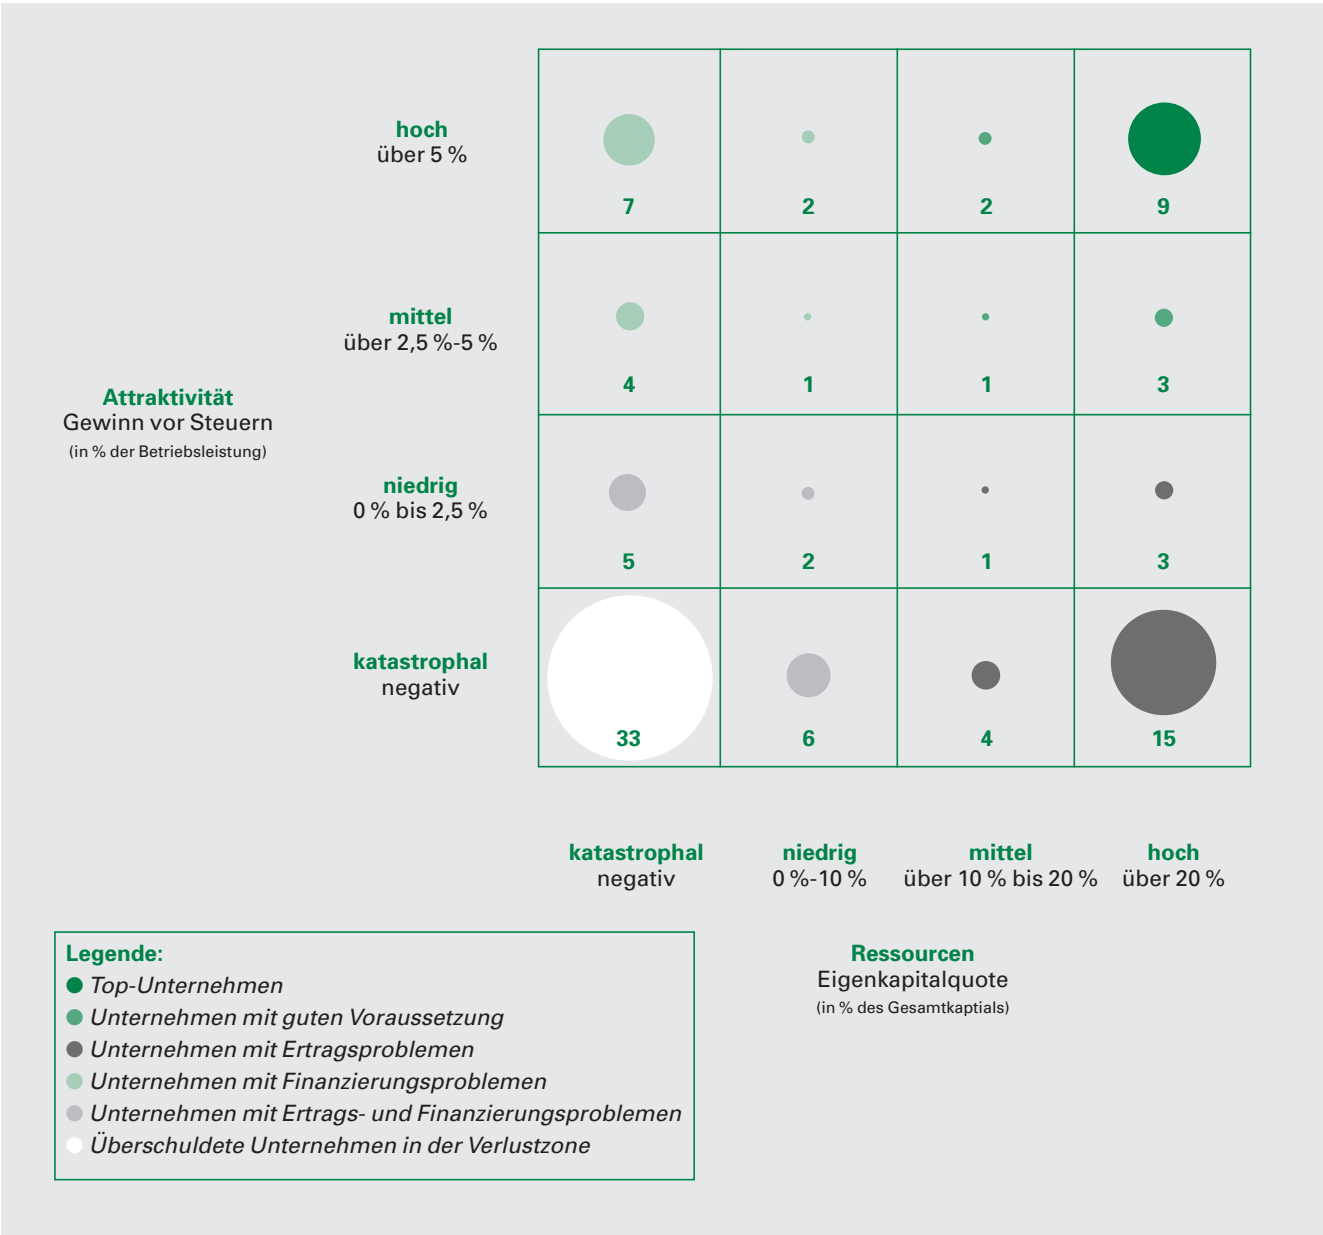 hoch
über 5 %
7
2
2
9
mittel
über 2,5 %-5 %
4
1
1
3
Attraktivität
Gewinn vor Steuern
(in % der Betriebsleistung)
niedrig
0 % bis 2,5 %
5
2
1
3
katastrophal
negativ
33
6
4
15
katastrophal
negativ
niedrig
0 %-10 %
mittel
über 10 % bis 20 %
hoch
über 20 %
Ressourcen
Eigenkapitalquote
(in % des Gesamtkaptials)
Legende:
Top-Unternehmen
Unternehmen mit guten Voraussetzung
Unternehmen mit Ertragsproblemen
Unternehmen mit Finanzierungsproblemen
Unternehmen mit Ertrags- und Finanzierungsproblemen
Überschuldete Unternehmen in der Verlustzone